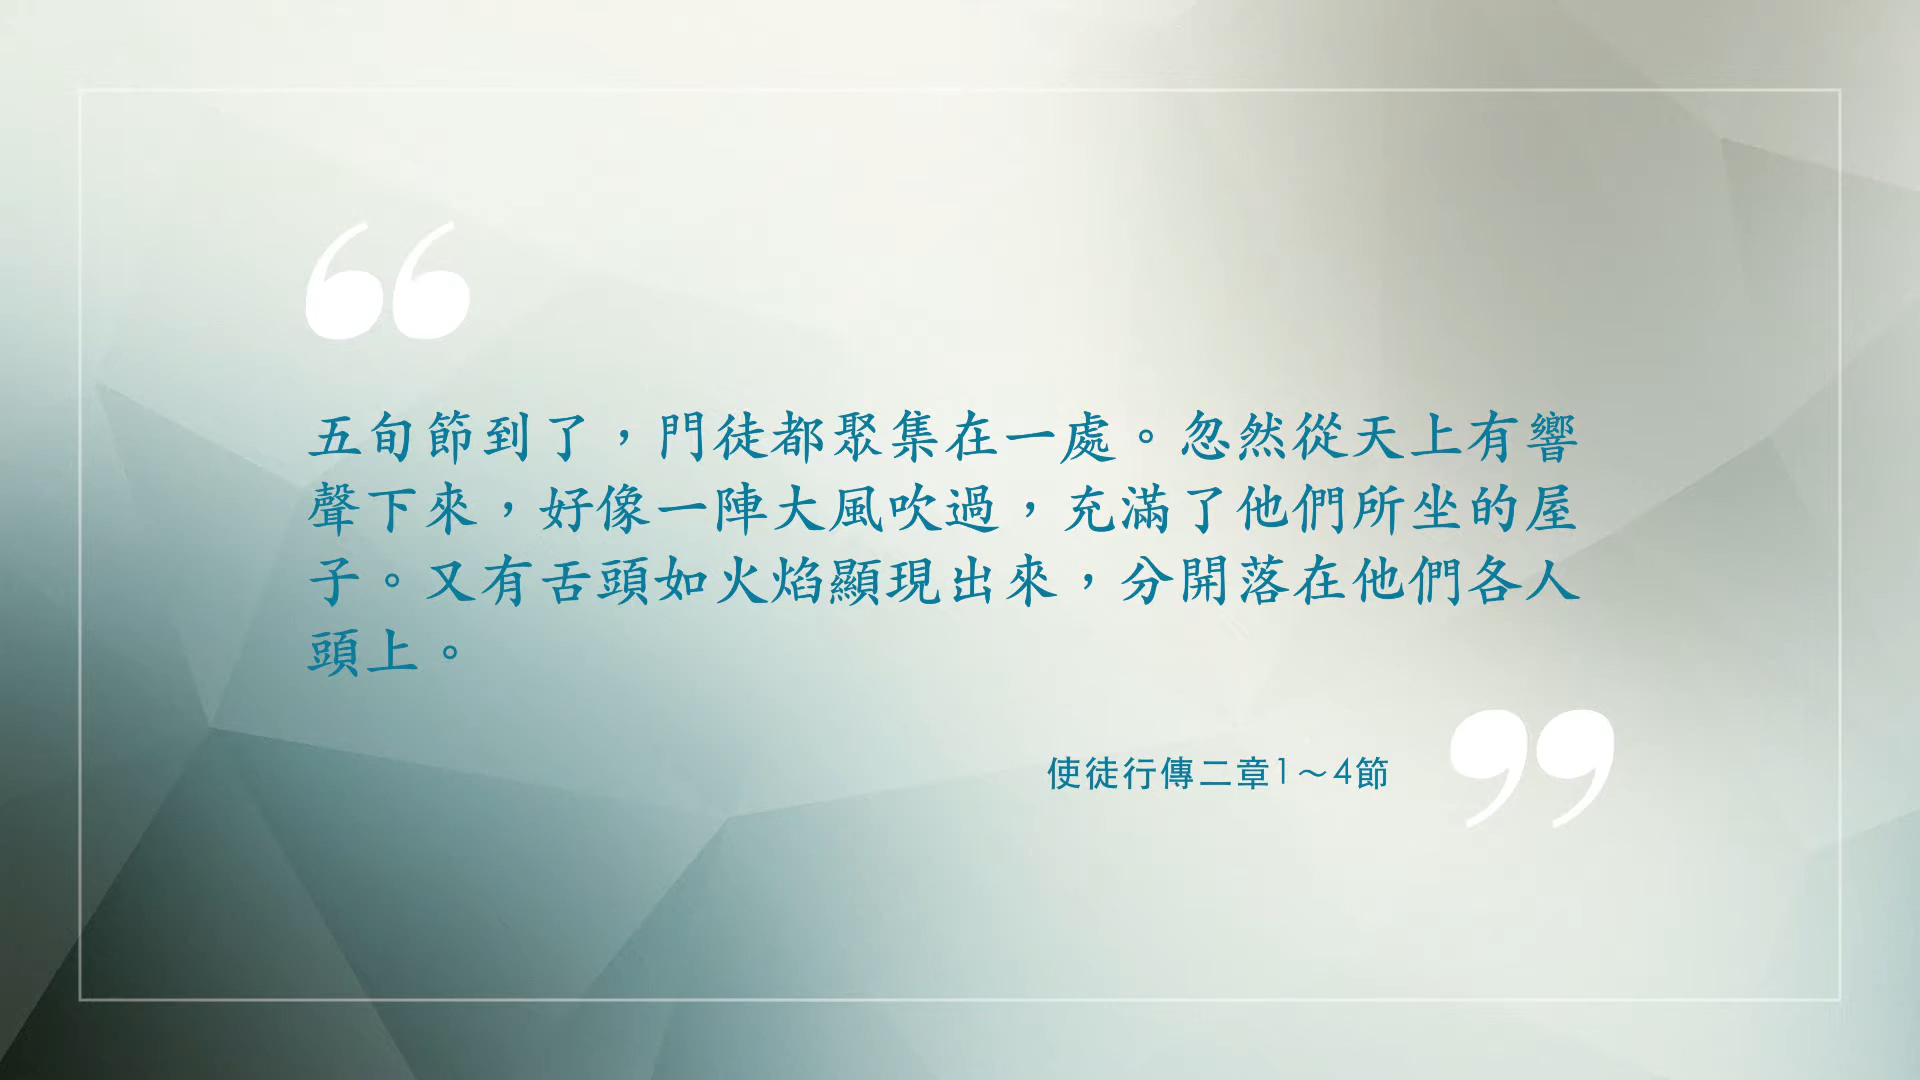 五旬節到了，門徒都聚集在一處。忽然從天上有響
聲下來，好像一陣大風吹過，充滿了他們所坐的屋
子。又有舌頭如火焰顯現出來，分開落在他們各人
頭上。
使徒行傳二章1～4節